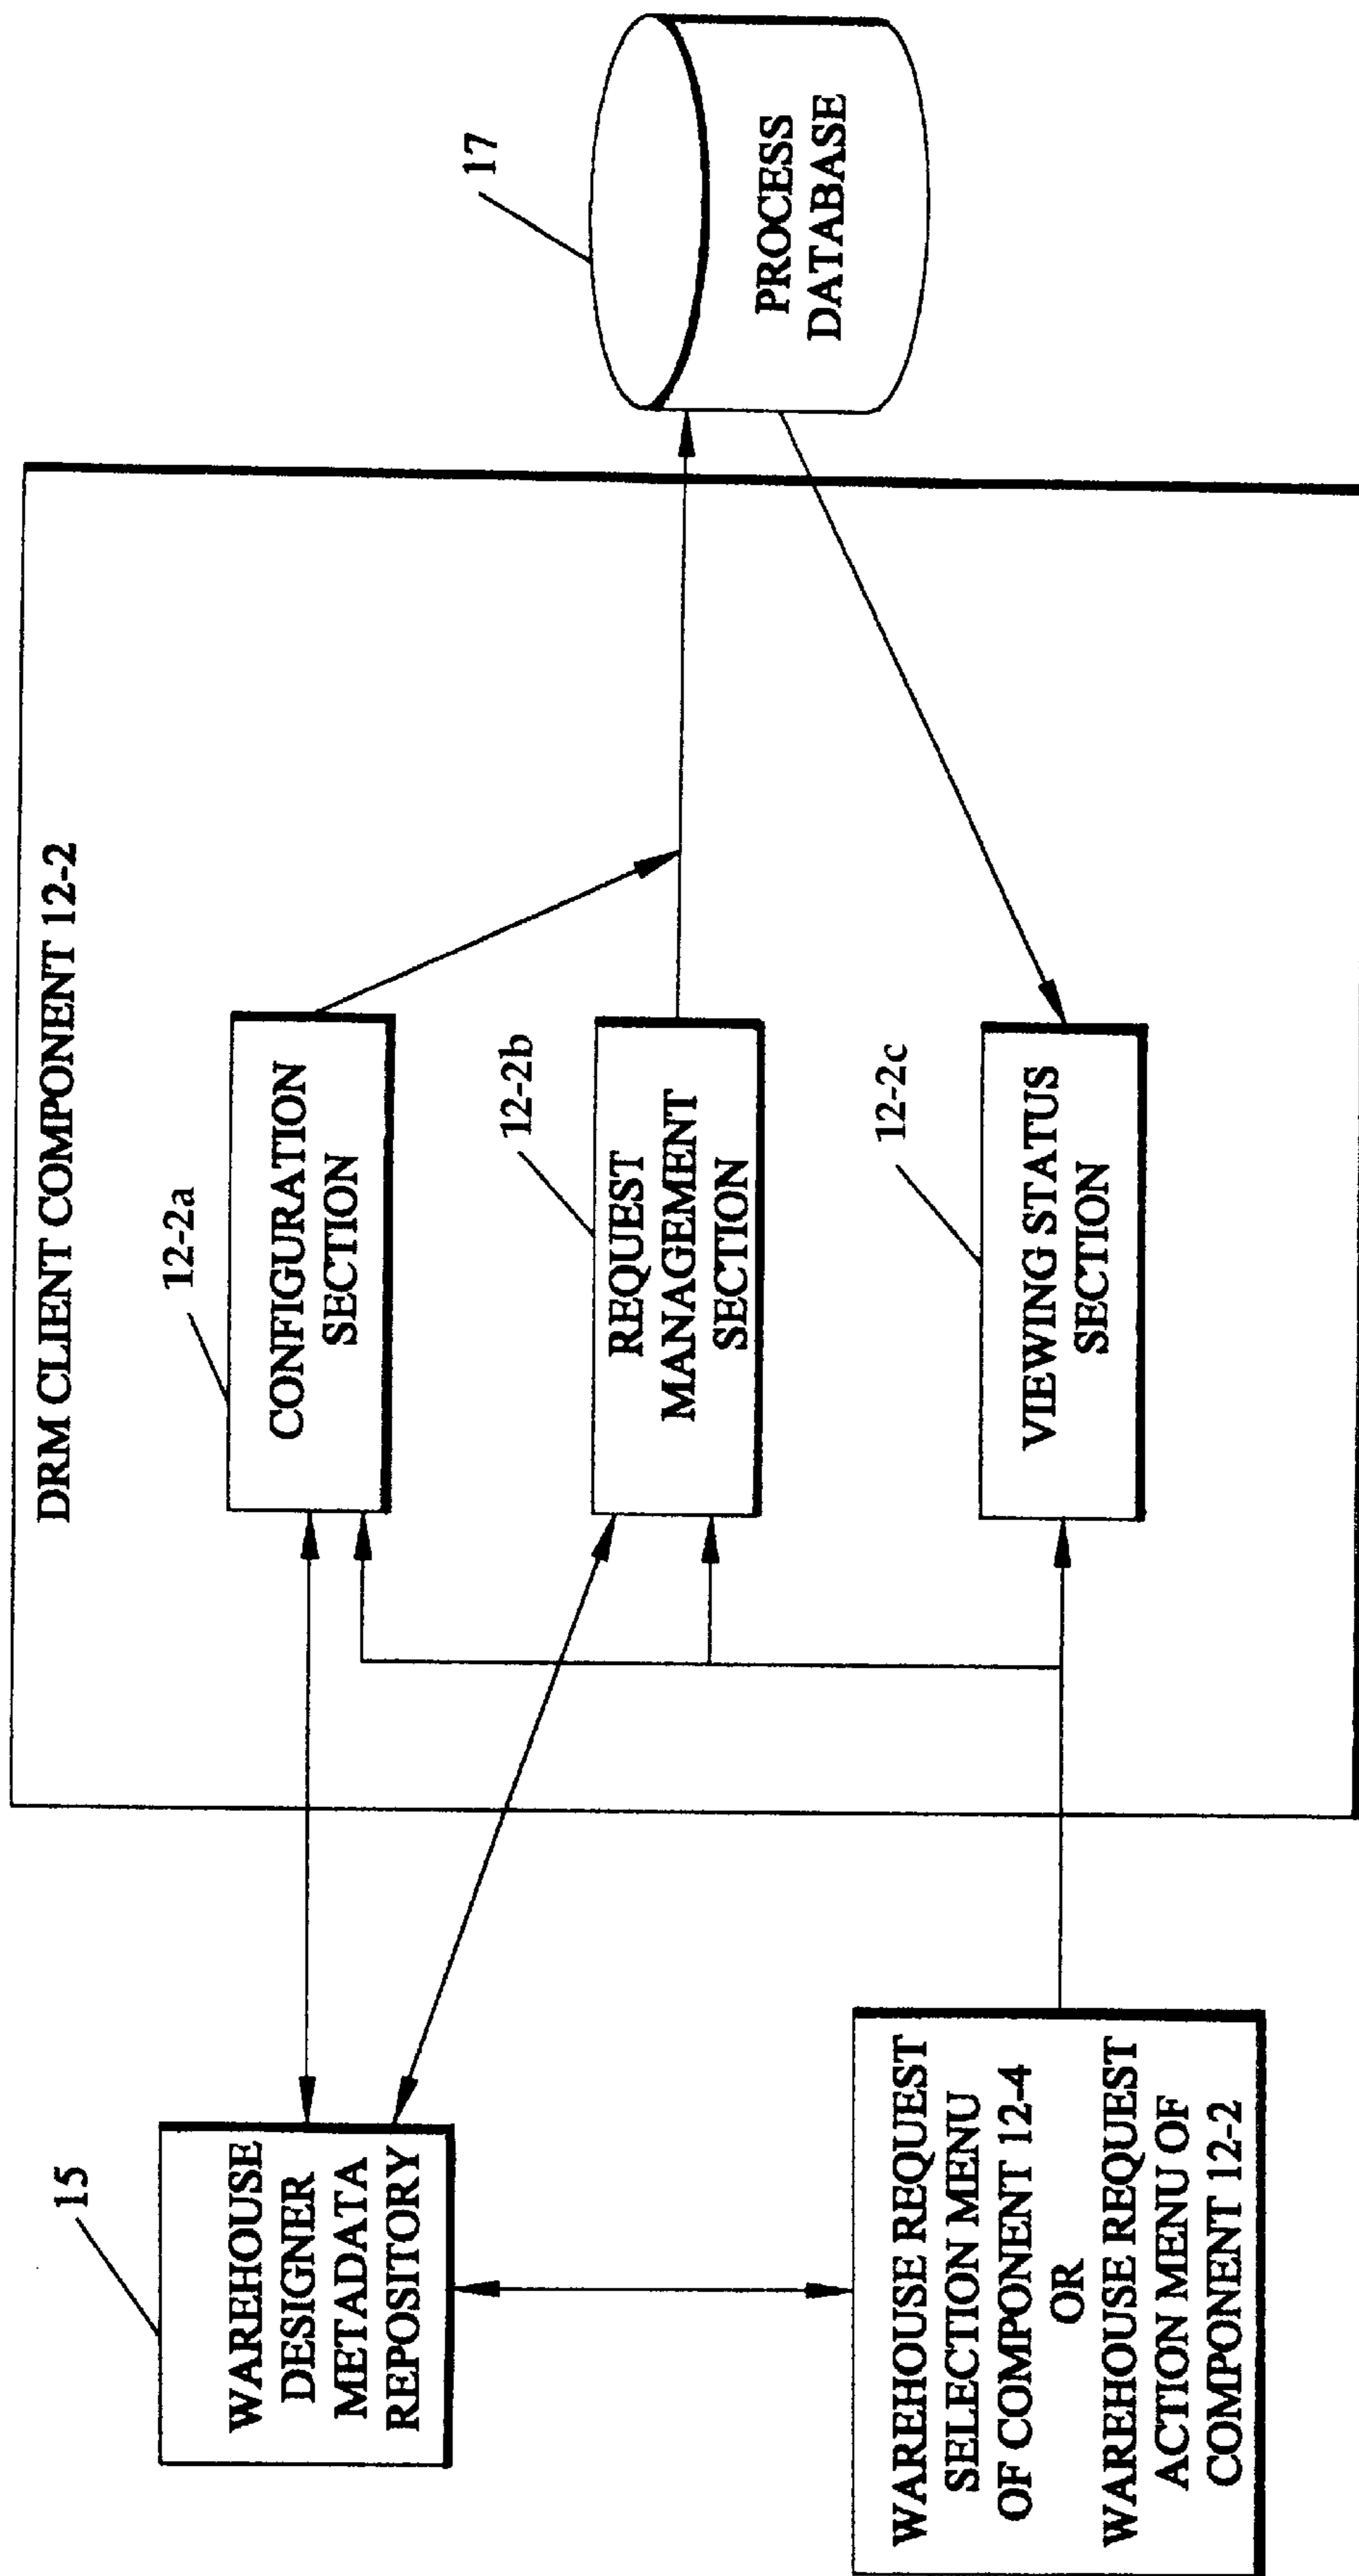 DRM CLIENT COMPONENT 12-2
15
WAREHOUSE
DESIGNER
METADATA
REPOSITORY
12-2a
CONFIGURATION
SECTION
17
PROCESS
DATABASE
12-2b
REQUEST
MANAGEMENT
SECTION
12-2c
VIEWING STATUS
SECTION
WAREHOUSE REQUEST
SELECTION MENU
OF COMPONENT 12-4
OR
WAREHOUSE REQUEST
ACTION MENU OF
COMPONENT 12-2